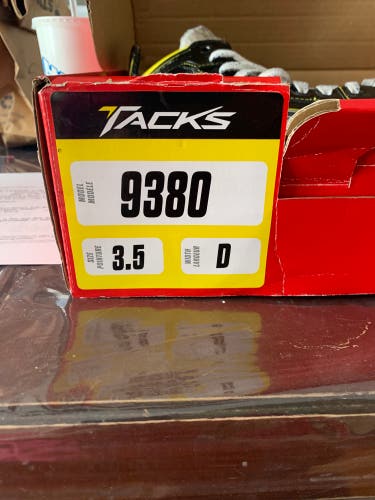 TACKS
MODEL
MODÈLE
9380
SIZE
POINTURE
3.5
WIDTH
LARGEUR
D